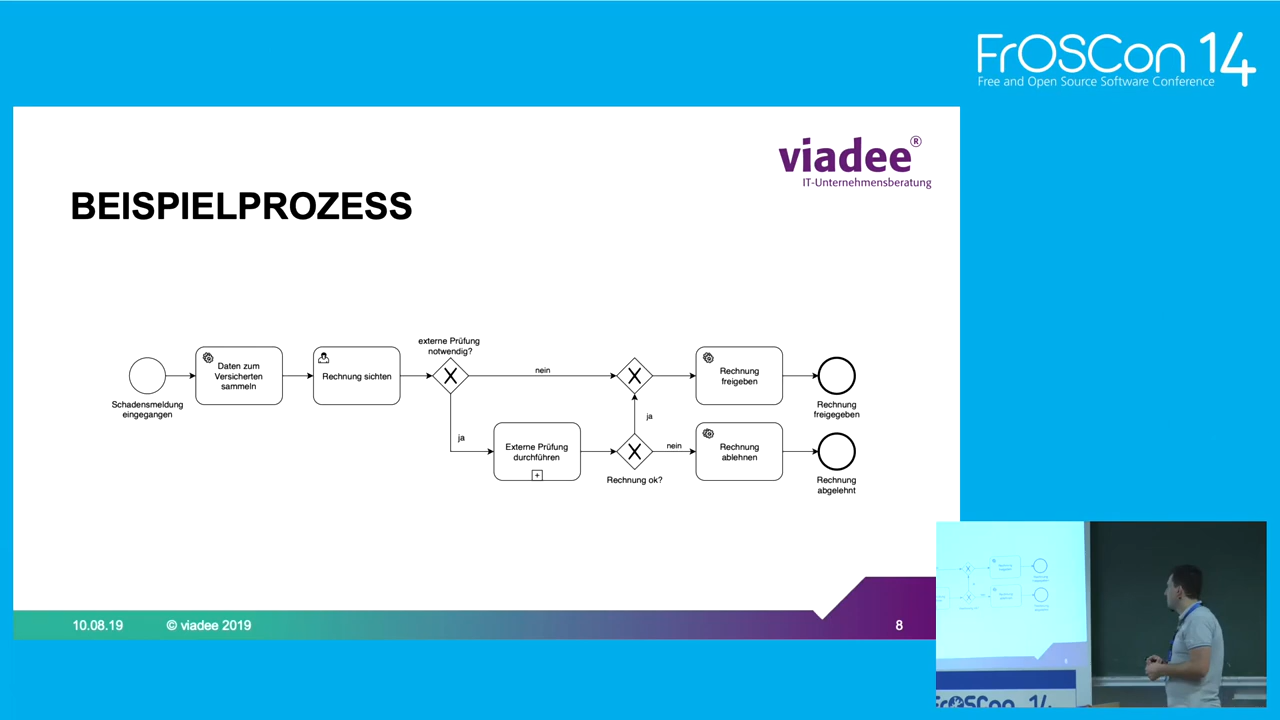 FrOSCon 14
Free and Open Source Software Conference
viadee®
IT-Unternehmensberatung
BEISPIELPROZESS
externe Prüfung
notwendig?
Schadensmeldung
eingegangen
Daten zum
Versicherten
sammeln
Rechnung sichten
nein
ja
Externe Prüfung
durchführen
Rechnung ok?
ja
nein
Rechnung
freigeben
Rechnung
freigegeben
Rechnung
ablehnen
Rechnung
abgelehnt
10.08.19
© viadee 2019
8
FrOSCon 14